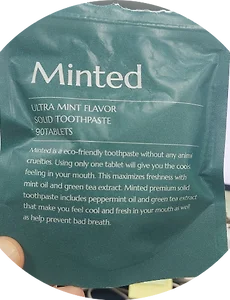 Minted
ULTRA MINT FLAVOR
SOLID TOOTHPASTE
90TABLETS
Minted is a eco-friendly toothpaste without any animal
cruelties. Using only one tablet will give you the cools
feeling in your mouth. This maximizes freshness with
mint oil and green tea extract. Minted premium solid
toothpaste includes peppermint oil and green tea extract
that make you feel cool and fresh in your mouth as well
as help prevent bad breath.